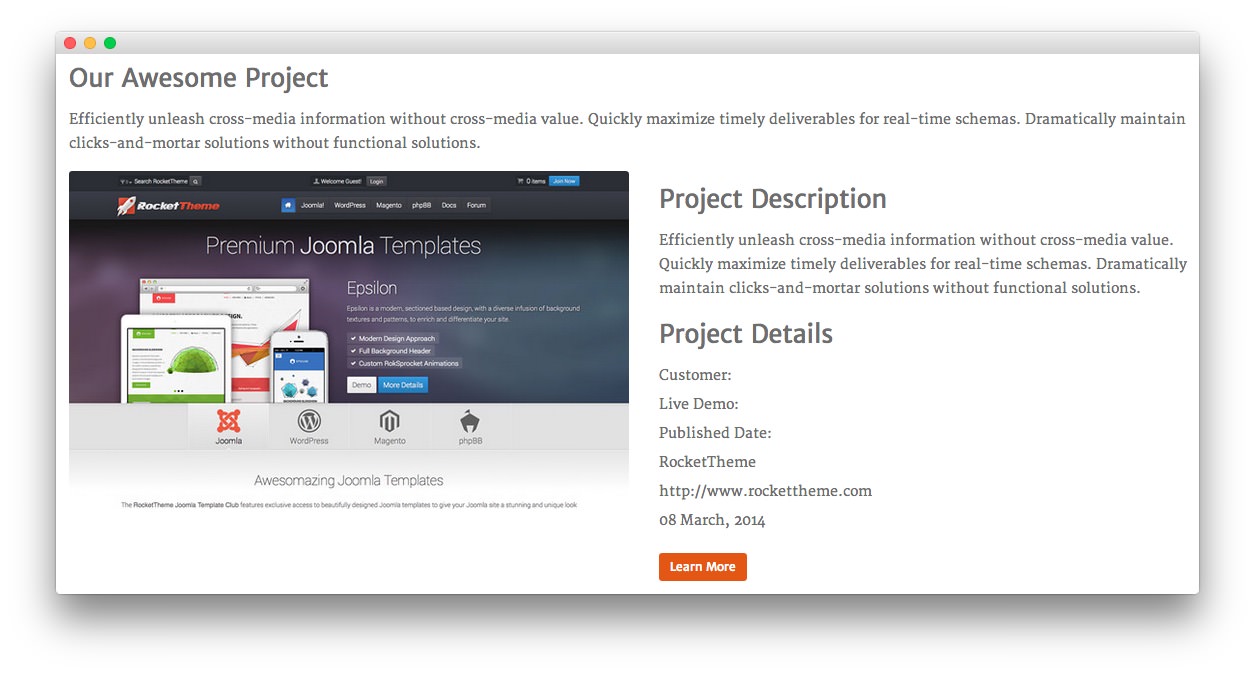 Our Awesome Project
Efficiently unleash cross-media information without cross-media value. Quickly maximize timely deliverables for real-time schemas. Dramatically maintain
clicks-and-mortar solutions without functional solutions.
Search RocketTheme
Welcome Guest! Login
0 items Join Now
RocketTheme
Joomla! WordPress Magento phpBB Docs Forum
Premium Joomla Templates
Epsilon
Epsilon is a modern, sectioned based design, with a diverse infusion of background
textures and patterns, to enrich and differentiate your site.
Modern Design Approach
Full Background Header
Custom RokSprocket Animations
Demo More Details
Joomla WordPress Magento phpBB
Awesomazing Joomla Templates
The RocketTheme Joomla Template Club features exclusive access to beautifully designed Joomla templates to give your Joomla site a stunning and unique look
Project Description
Efficiently unleash cross-media information without cross-media value.
Quickly maximize timely deliverables for real-time schemas. Dramatically
maintain clicks-and-mortar solutions without functional solutions.
Project Details
Customer:
Live Demo:
Published Date:
RocketTheme
http://www.rockettheme.com
08 March, 2014
Learn More